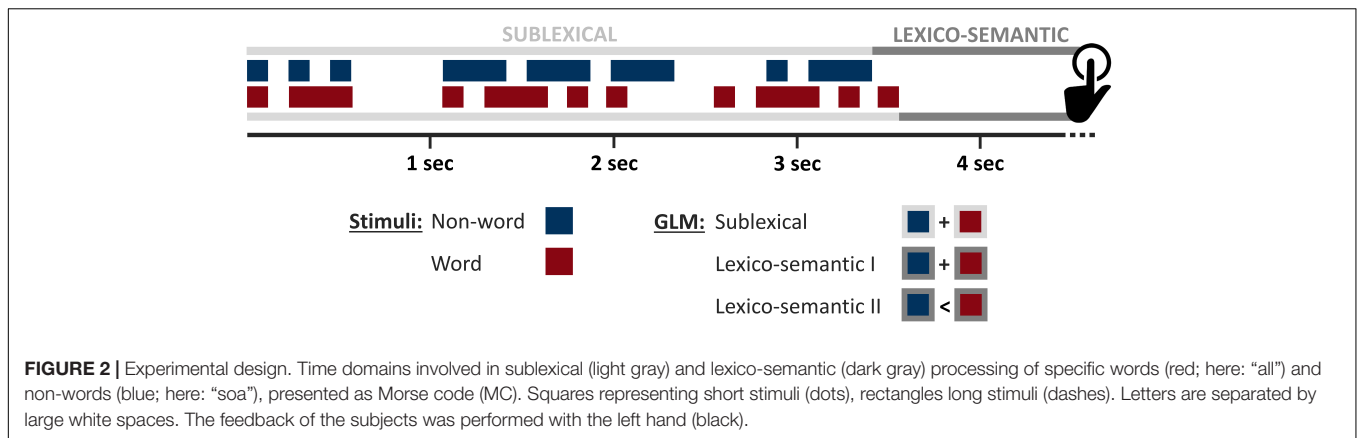 SUBLEXICAL LEXICO-SEMANTIC
1 sec 2 sec 3 sec 4 sec
Stimuli: Non-word GLM: Sublexical +
Word Lexico-semantic I +
Lexico-semantic II <
FIGURE 2 | Experimental design. Time domains involved in sublexical (light gray) and lexico-semantic (dark gray) processing of specific words (red; here: “all”) and
non-words (blue; here: “soa”), presented as Morse code (MC). Squares representing short stimuli (dots), rectangles long stimuli (dashes). Letters are separated by
large white spaces. The feedback of the subjects was performed with the left hand (black).